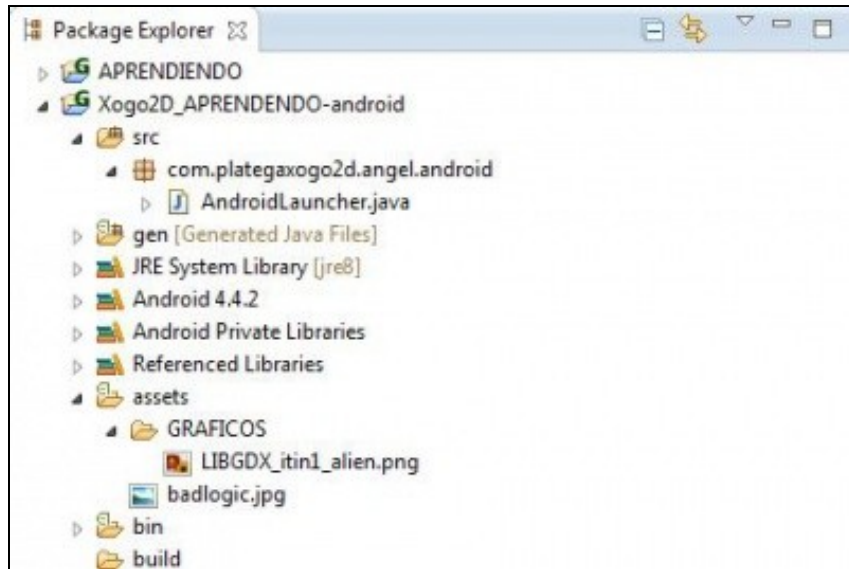 Package Explorer
APRENDIENDO
Xogo2D_APRENDENDO-android
src
com.plategaxogo2d.angel.android
AndroidLauncher.java
gen [Generated Java Files]
JRE System Library [jre8]
Android 4.4.2
Android Private Libraries
Referenced Libraries
assets
GRAFICOS
LIBGDX_itin1_alien.png
badlogic.jpg
bin
build